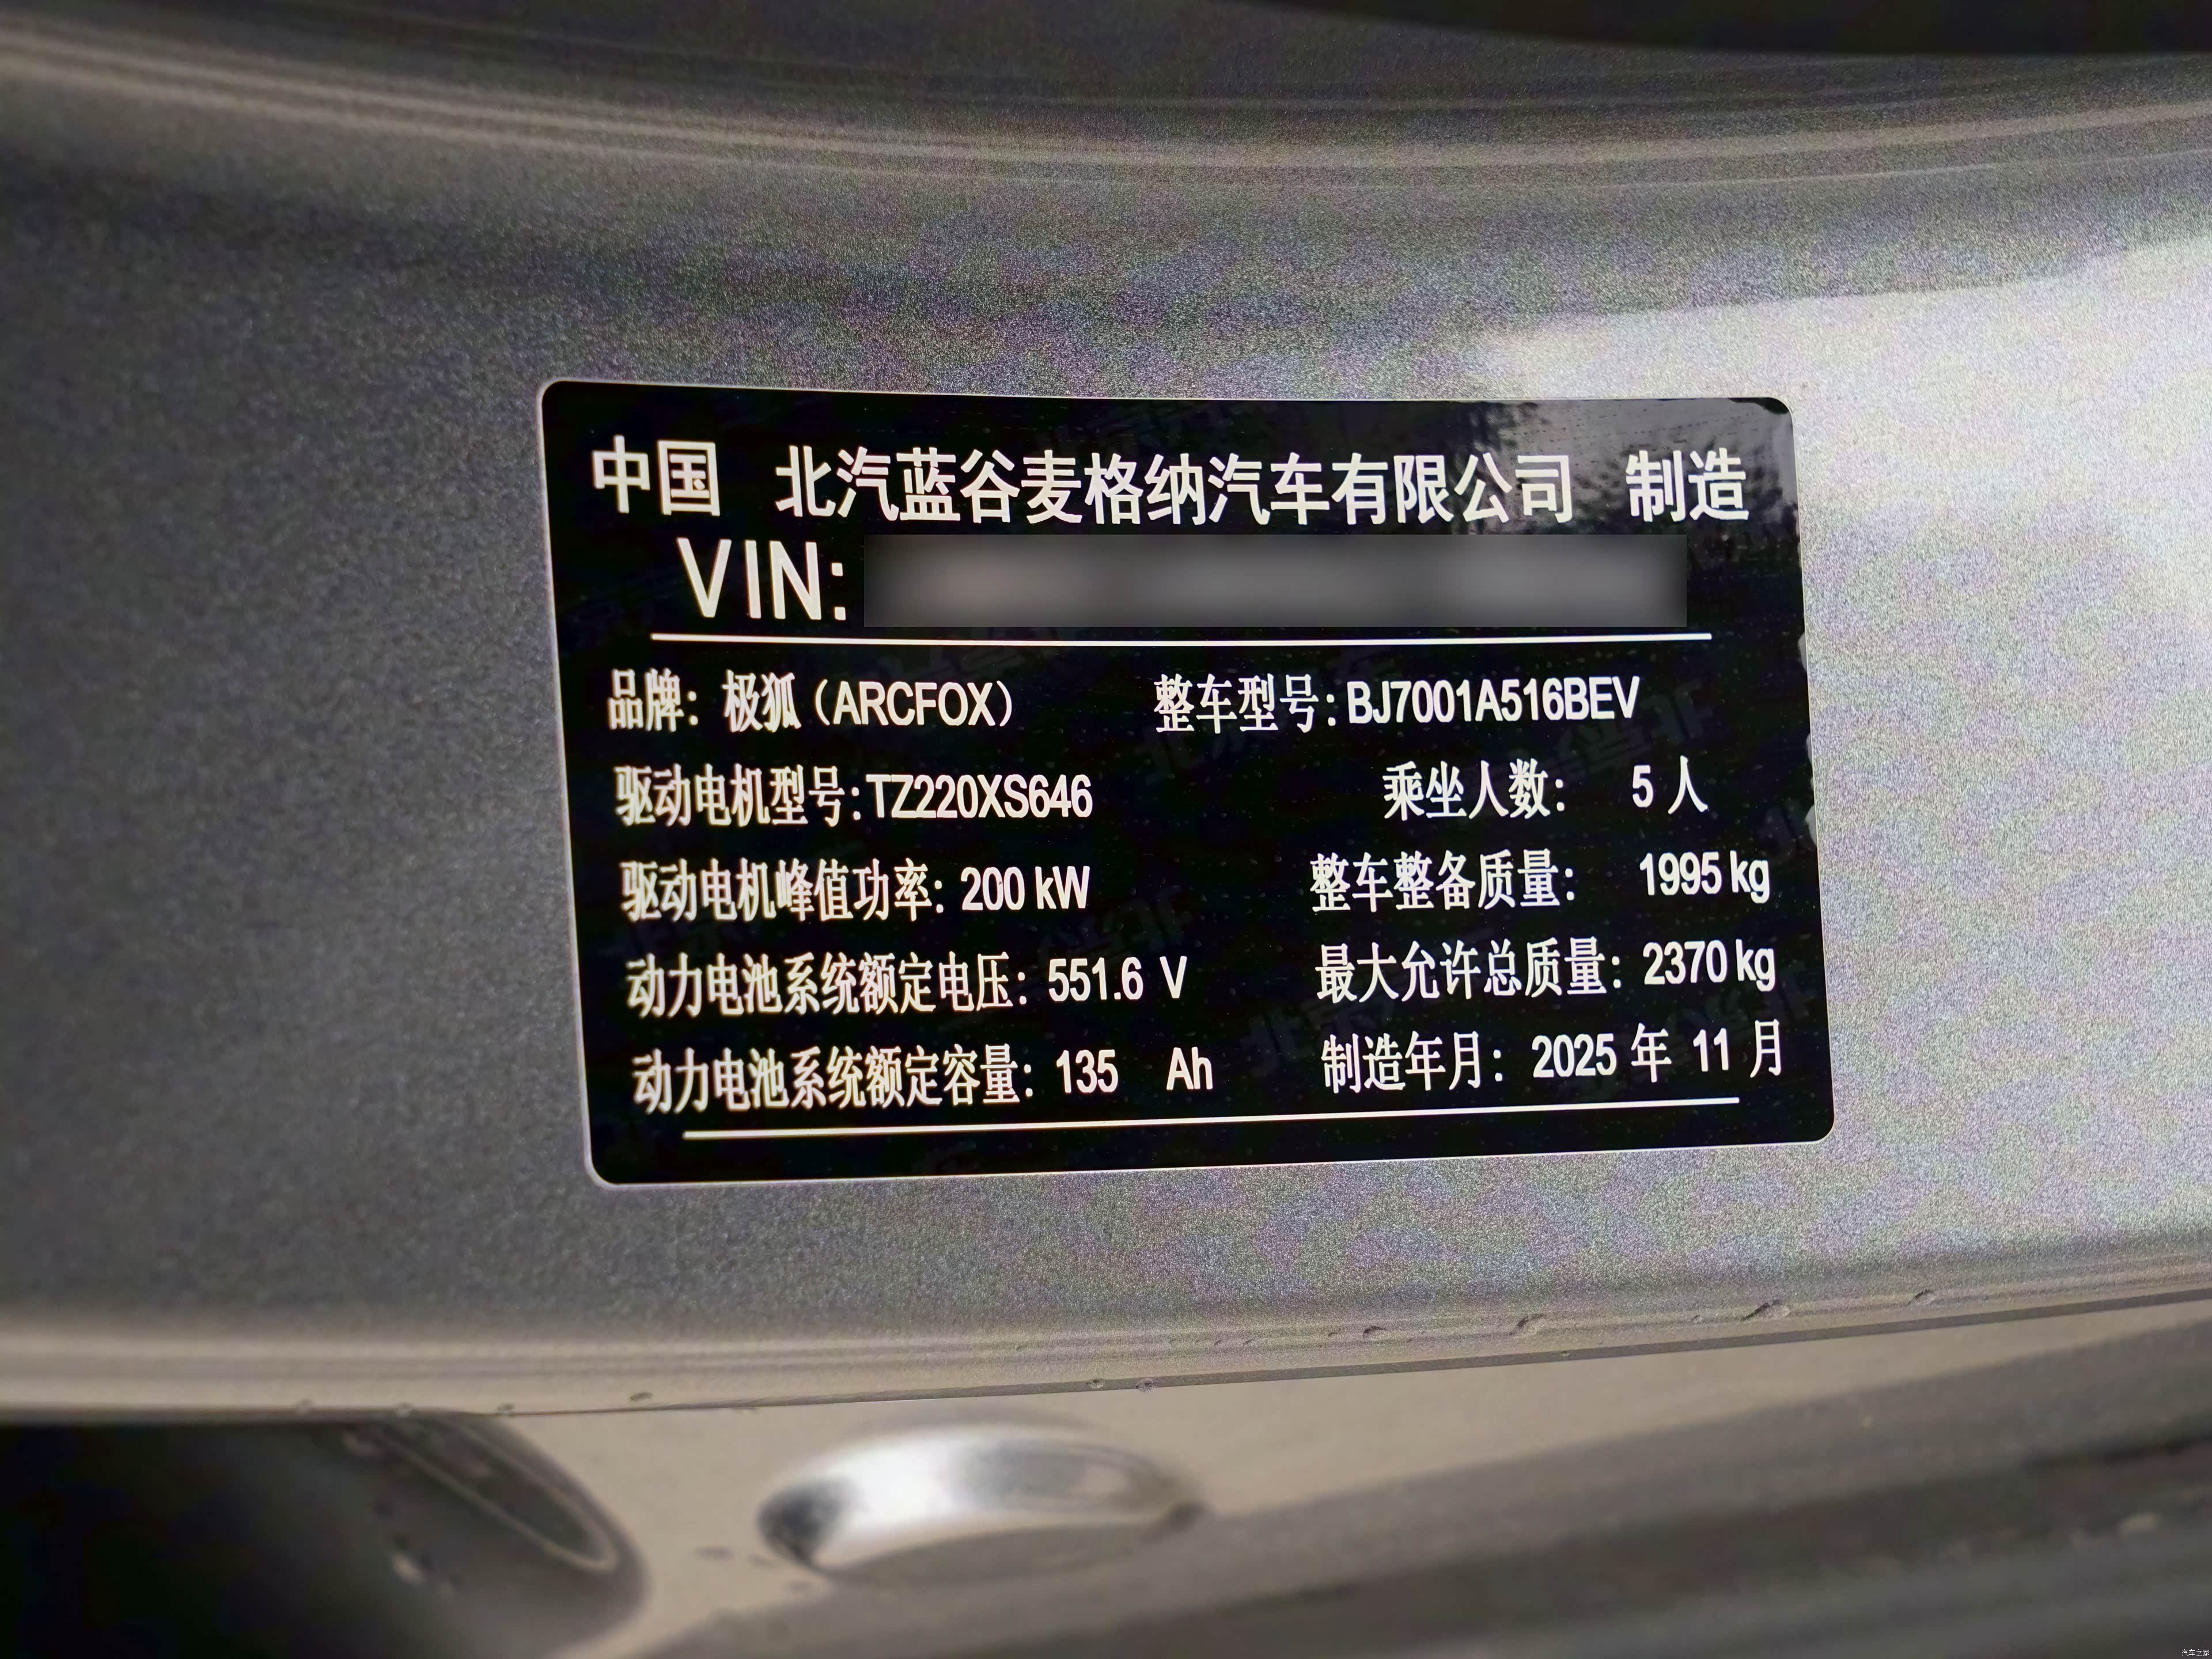 中国 北汽蓝谷麦格纳汽车有限公司 制造
VIN:
品牌：极狐（ARCFOX） 整车型号：BJ7001A516BEV
驱动电机型号：TZ220XS646 乘坐人数： 5 人
驱动电机峰值功率：200 kW 整车整备质量： 1995 kg
动力电池系统额定电压：551.6 V 最大允许总质量：2370 kg
动力电池系统额定容量：135 Ah 制造年月：2025 年 11 月
汽车之家